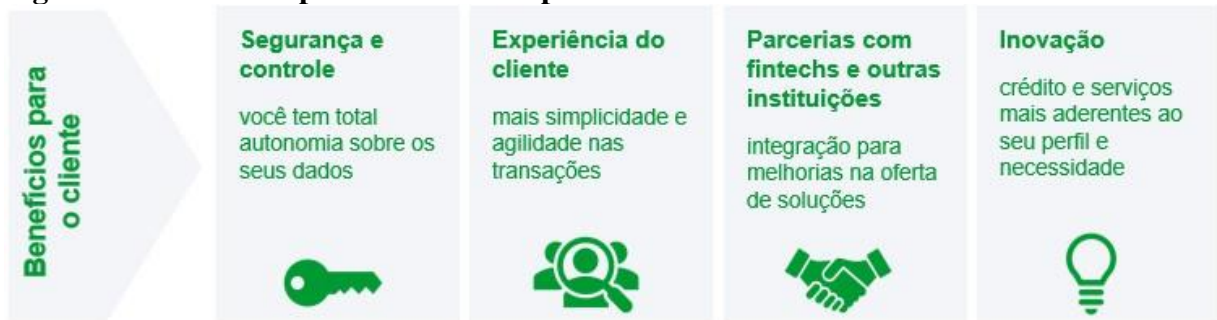 Benefícios para
o cliente
Segurança e
controle
você tem total
autonomia sobre os
seus dados
Experiência do
cliente
mais simplicidade e
agilidade nas
transações
Parcerias com
fintechs e outras
instituições
integração para
melhorias na oferta
de soluções
Inovação
crédito e serviços
mais aderentes ao
seu perfil e
necessidade